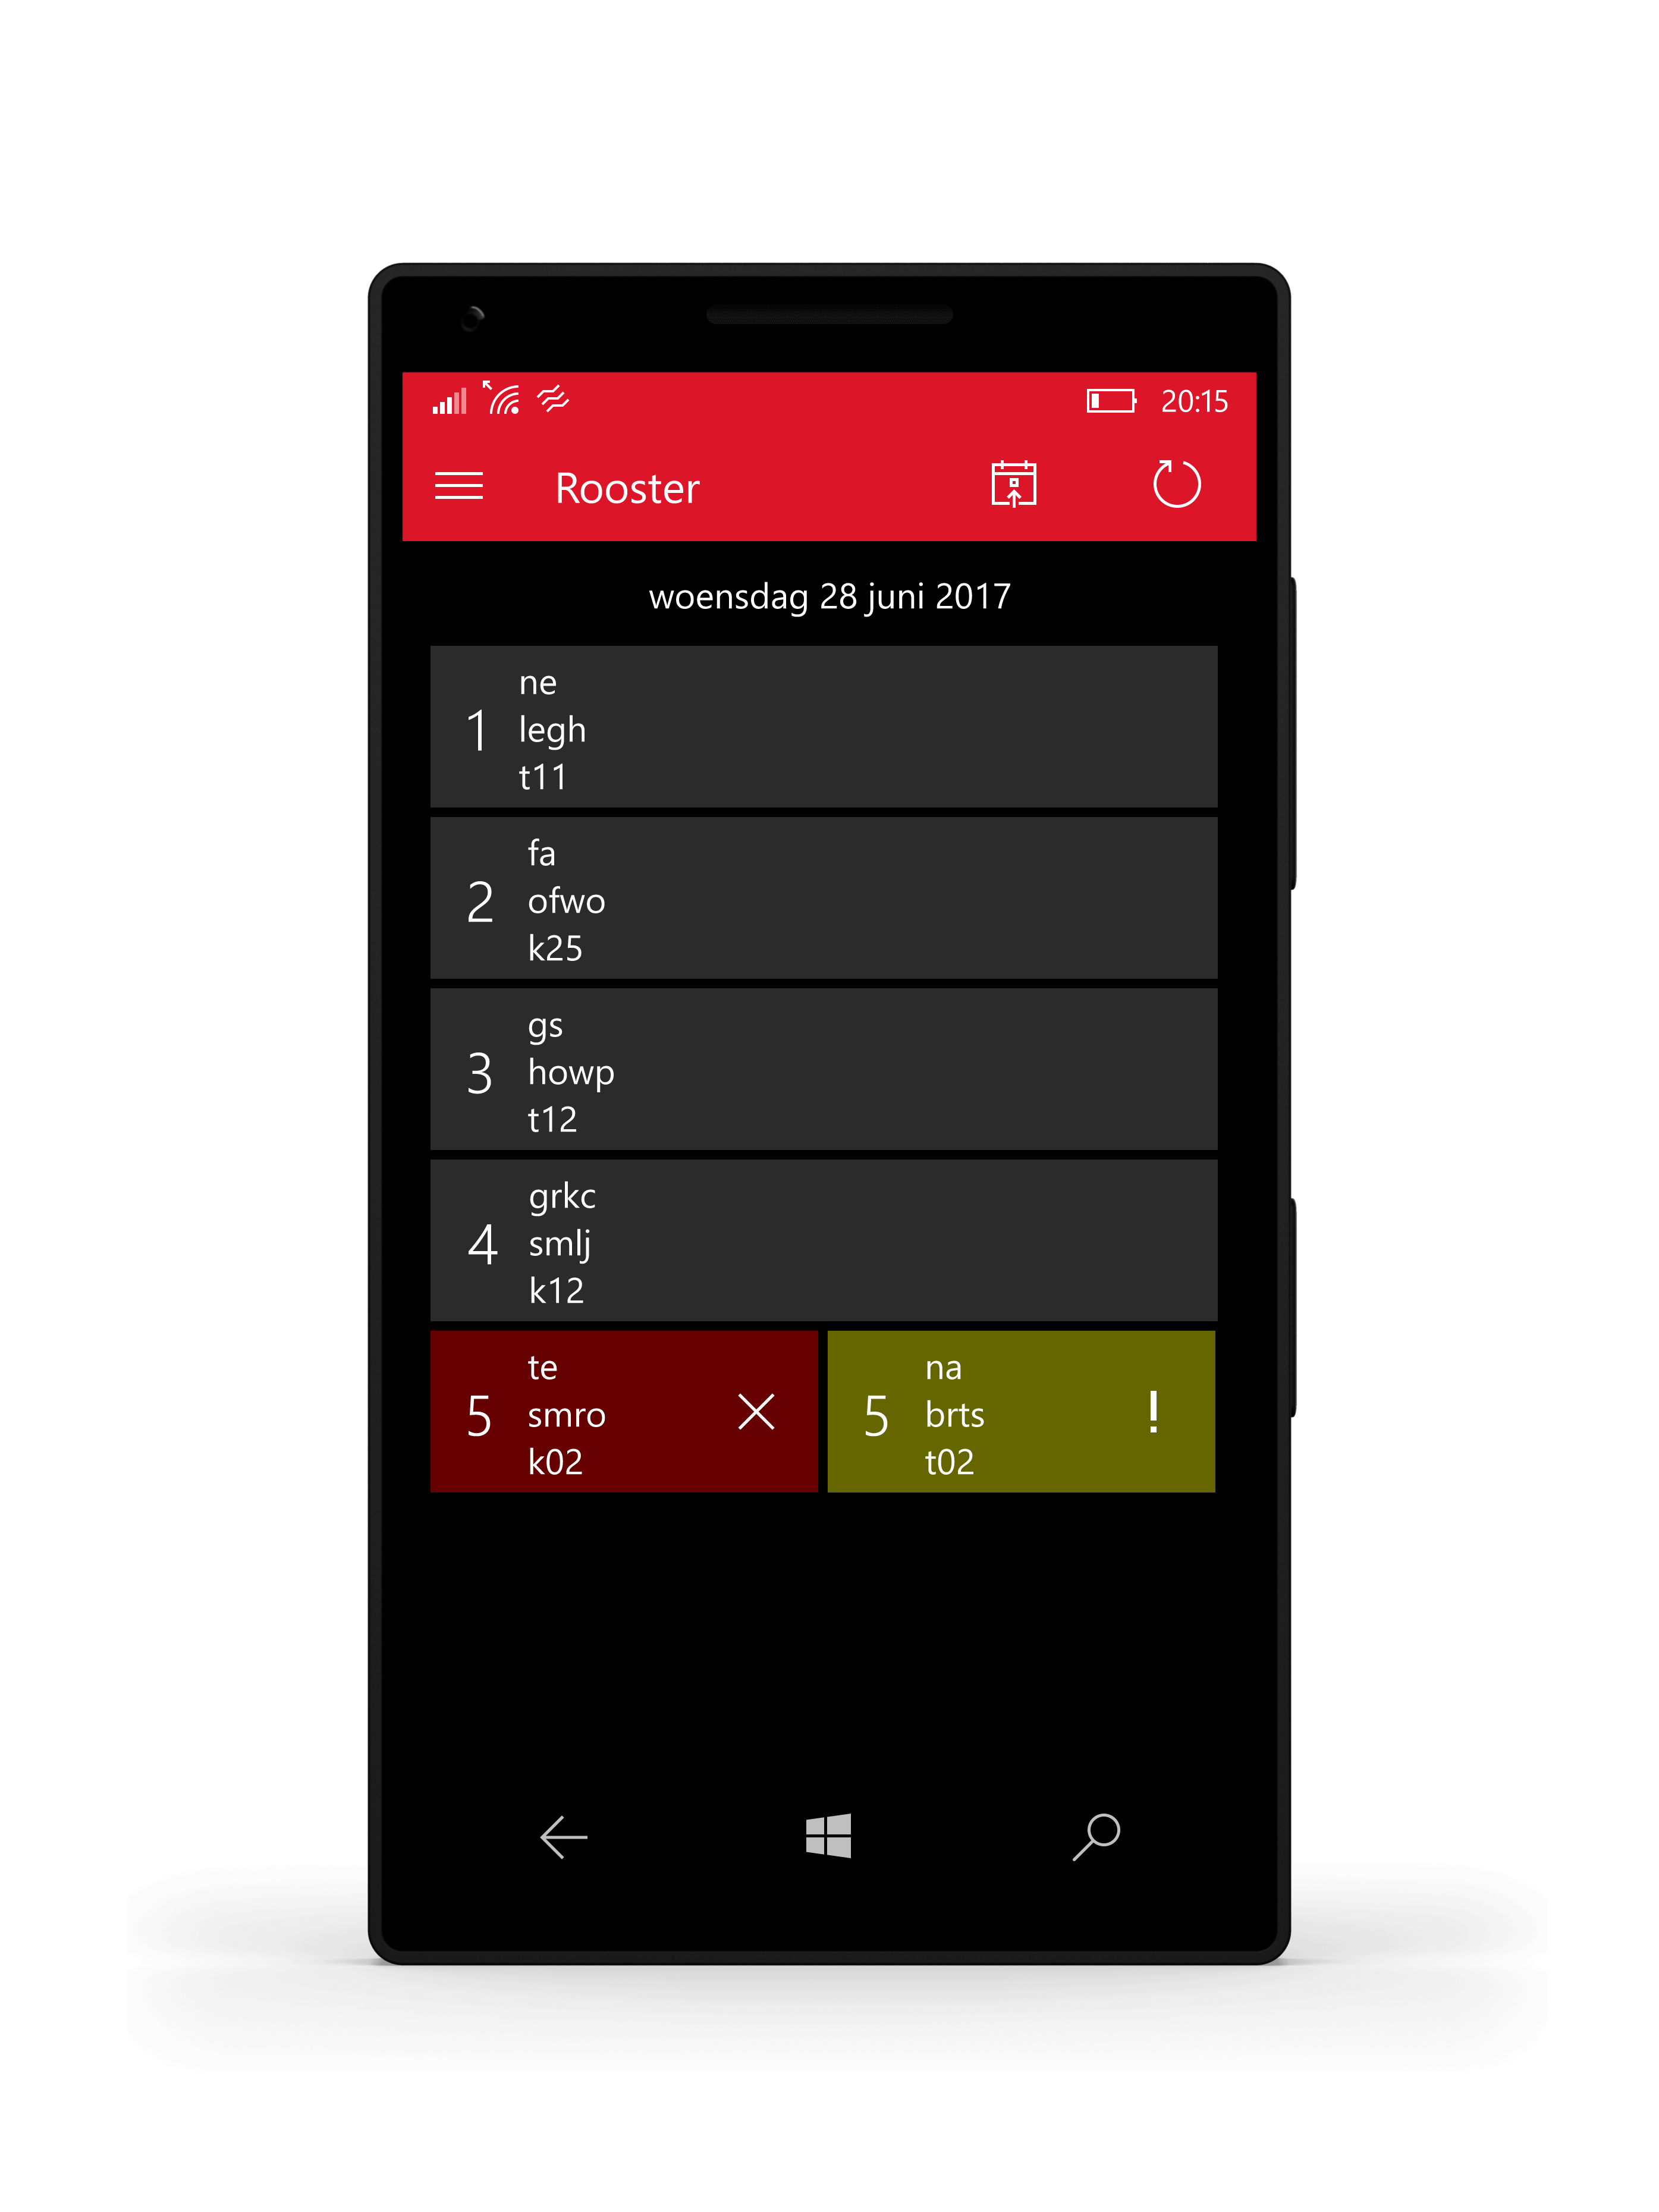 20:15
Rooster
woensdag 28 juni 2017
1
ne
legh
t11
2
fa
ofwo
k25
3
gs
howp
t12
4
grkc
smlj
k12
5
te
smro
k02
5
na
brts
t02
!